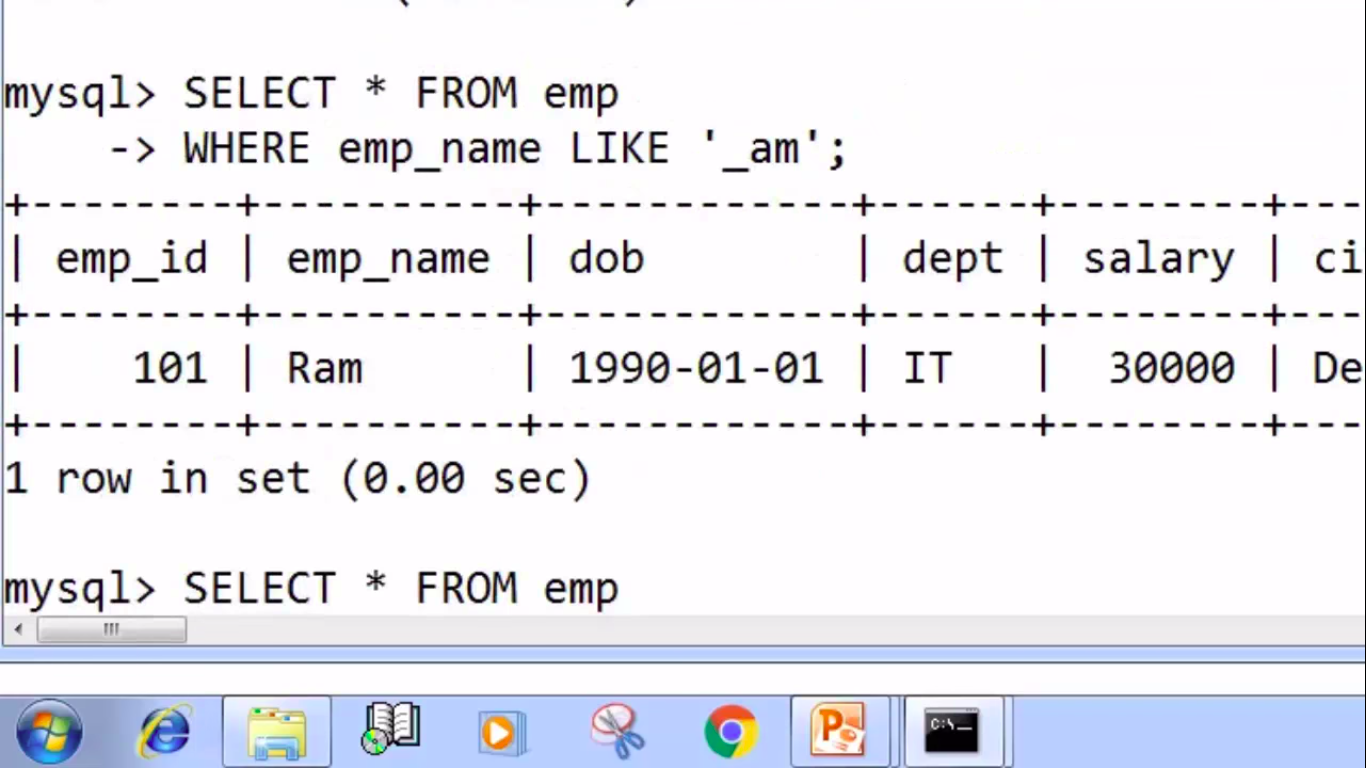 mysql> SELECT * FROM emp
-> WHERE emp_name LIKE '_am';
+--------+----------+------------+------+--------+---
| emp_id | emp_name | dob | dept | salary | ci
+--------+----------+------------+------+--------+---
| 101 | Ram | 1990-01-01 | IT | 30000 | De
+--------+----------+------------+------+--------+---
1 row in set (0.00 sec)
mysql> SELECT * FROM emp
C:\_